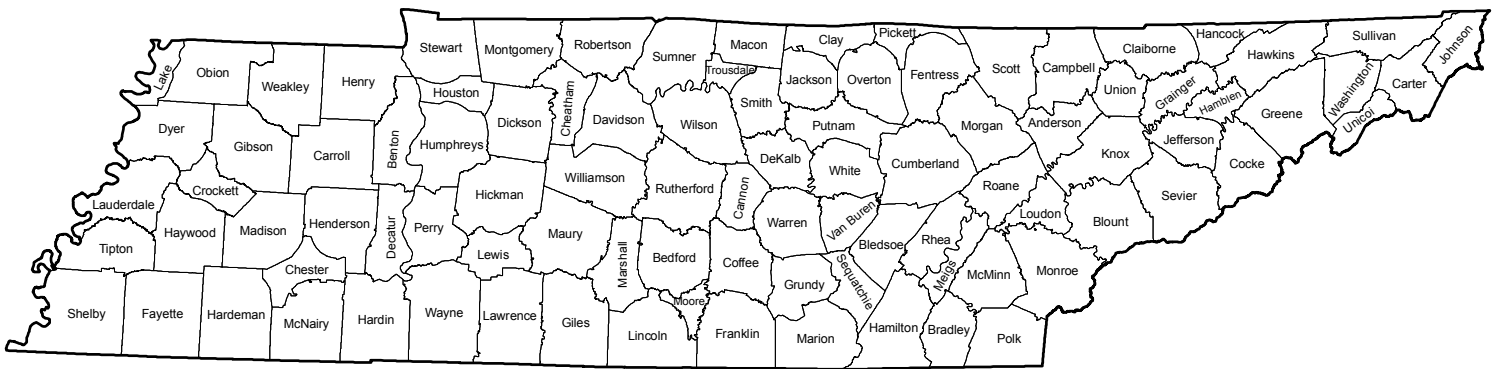 Lake
Obion
Weakley
Henry
Stewart
Montgomery
Robertson
Sumner
Macon
Clay
Pickett
Scott
Campbell
Claiborne
Hancock
Hawkins
Sullivan
Johnson
Houston
Trousdale
Jackson
Overton
Fentress
Union
Grainger
Hamblen
Washington
Carter
Unicoi
Greene
Dyer
Gibson
Carroll
Benton
Humphreys
Dickson
Cheatham
Davidson
Wilson
Smith
Putnam
Morgan
Anderson
Knox
Jefferson
Cocke
Crockett
DeKalb
White
Cumberland
Roane
Sevier
Lauderdale
Haywood
Madison
Henderson
Decatur
Perry
Hickman
Williamson
Rutherford
Cannon
Warren
Van Buren
Bledsoe
Rhea
Loudon
Blount
Tipton
Chester
Lewis
Maury
Marshall
Bedford
Coffee
Grundy
Sequatchie
Meigs
McMinn
Monroe
Shelby
Fayette
Hardeman
McNairy
Hardin
Wayne
Lawrence
Giles
Lincoln
Moore
Franklin
Marion
Hamilton
Bradley
Polk